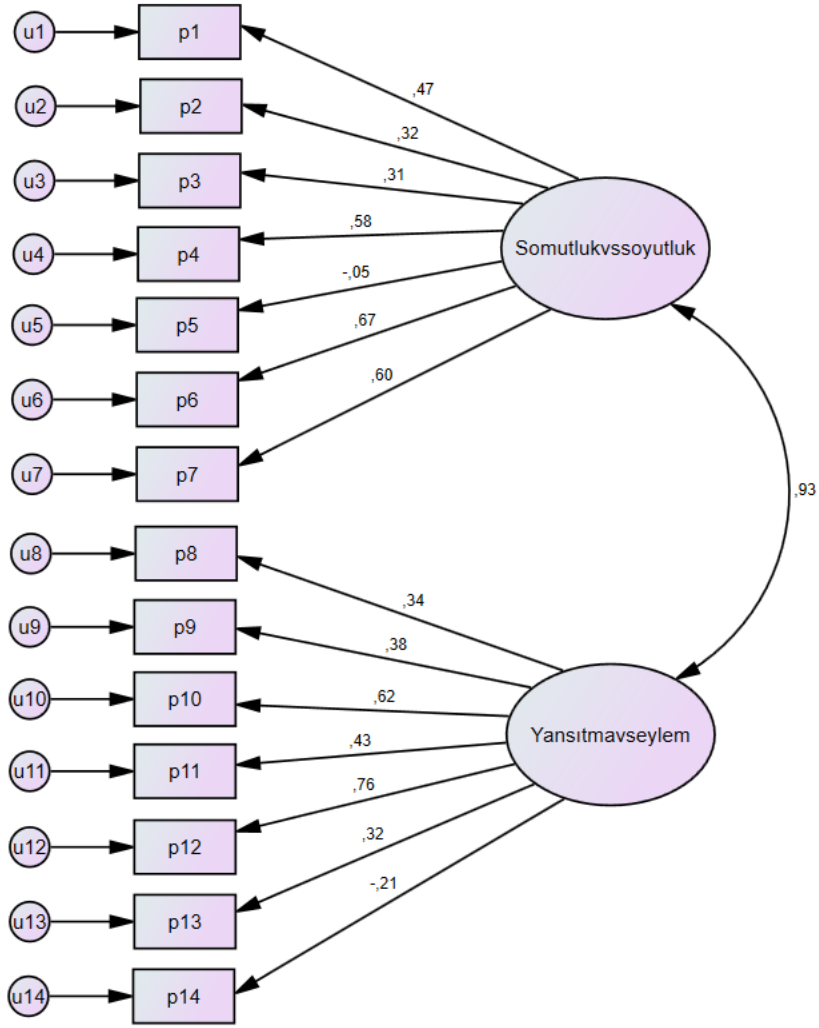 u1 p1
,47
u2 p2
,32
u3 p3
,31
u4 p4
,58
Somutlukvssoyutluk
-,05
u5 p5
,67
u6 p6
,60
u7 p7
,93
u8 p8
,34
u9 p9
,38
u10 p10
,62
Yansıtmavseylem
,43
u11 p11
,76
u12 p12
,32
u13 p13
-,21
u14 p14